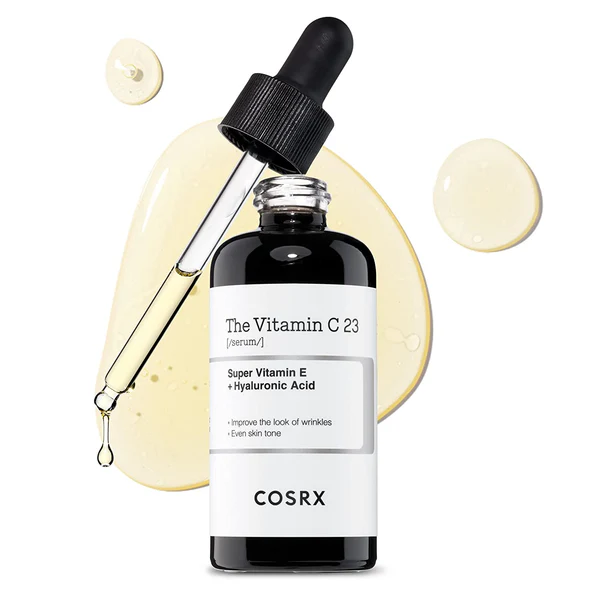 The Vitamin C 23
[/serum/]
Super Vitamin E
+Hyaluronic Acid
• Improve the look of wrinkles
• Even skin tone
COSRX